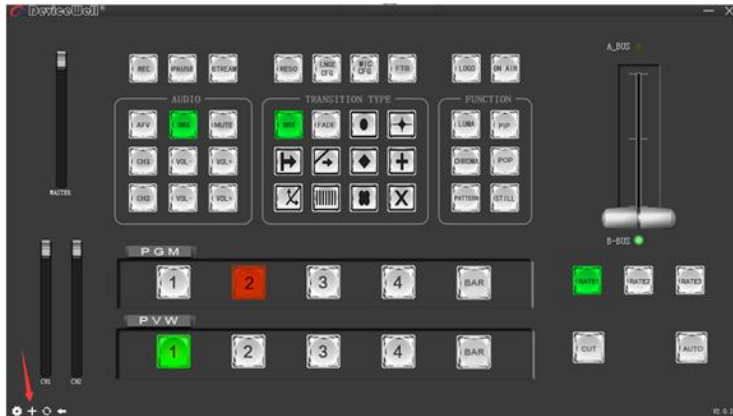 DeviceWell®
A_BUS
REC PAUSE STREAM RESO LOGO ON AIR
FTB
AUDIO TRANSITION TYPE FUNCTION
AFV MIX MUTE MIX FADE LUMA PIP
CH1 VOL- VOL+ CHROMA POP
CH2 VOL- VOL+ X PATTERN STILL
MASTER
B-BUS
PGM
1 2 3 4 BAR
RATE1 RATE2 RATE3
PVW
1 2 3 4 BAR
CUT AUTO
CH1 CH2